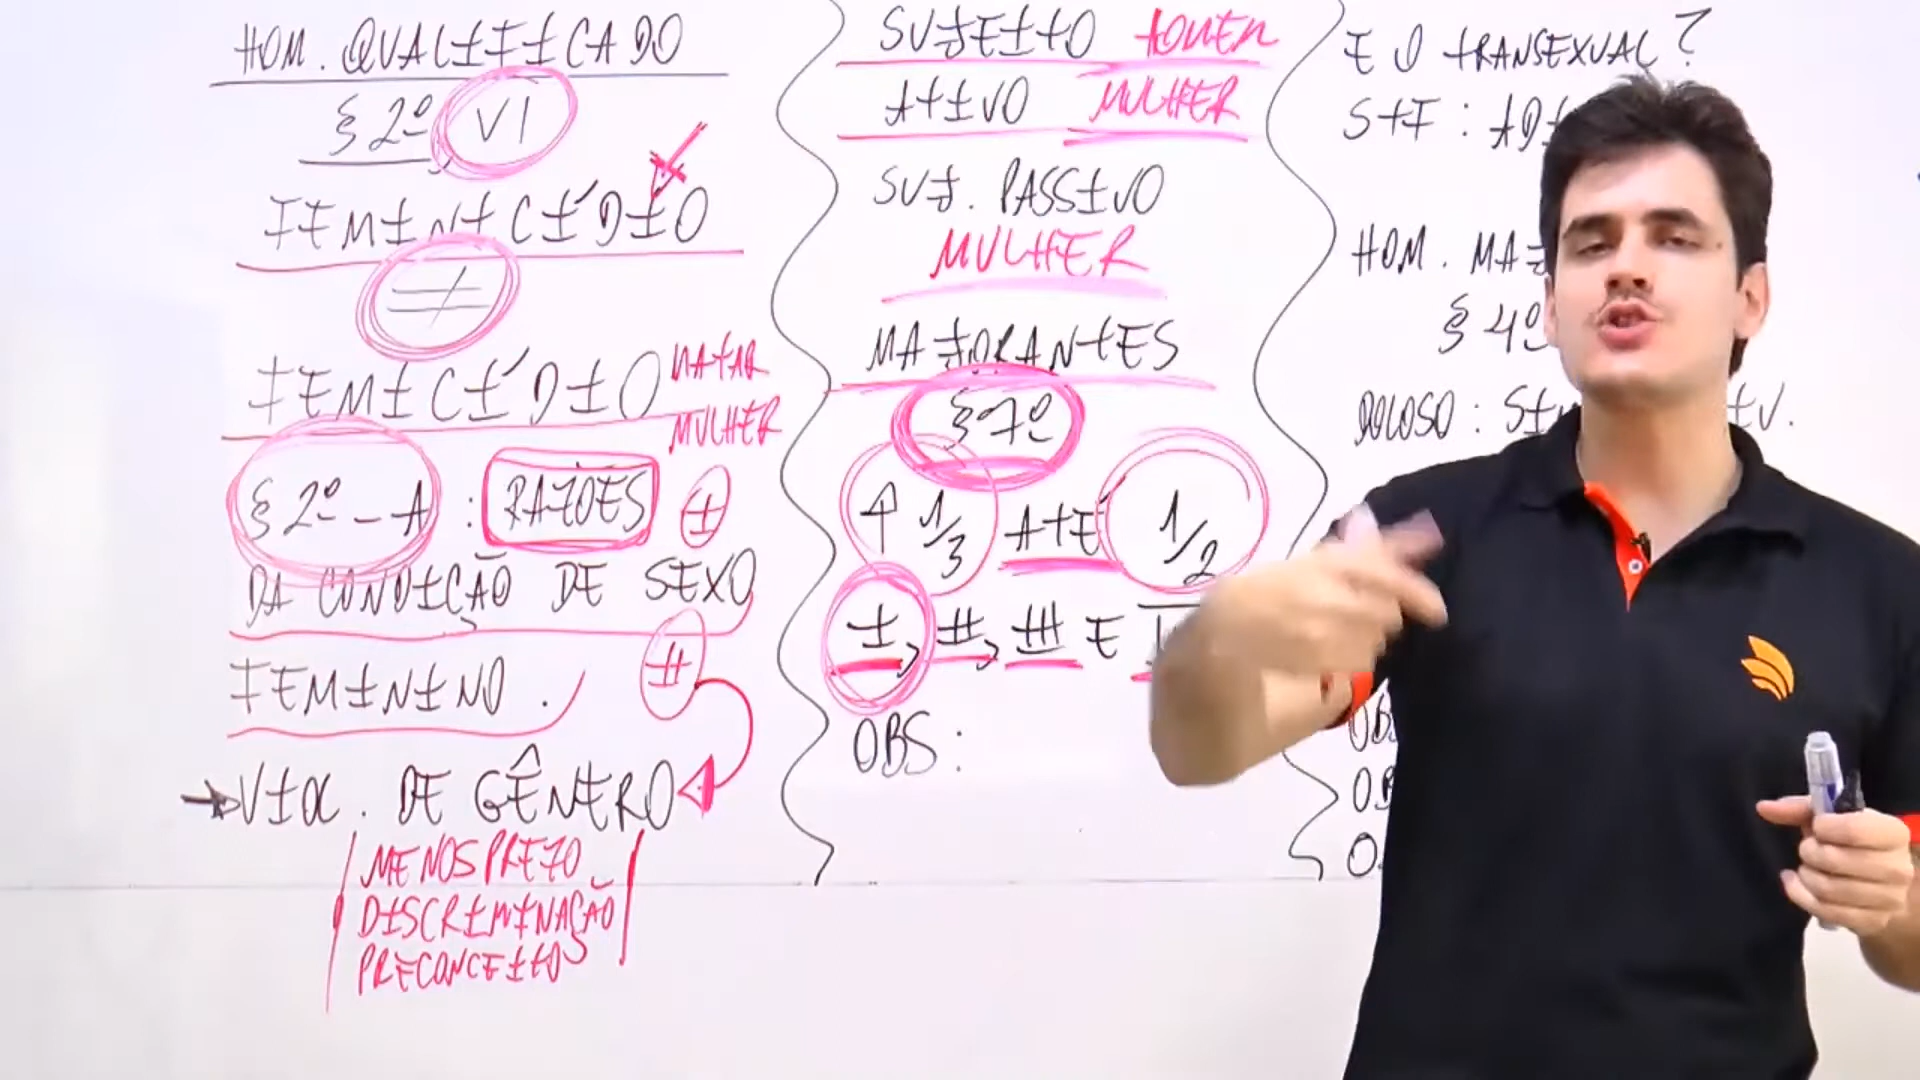 HOM. QUALIFICADO
§ 2º VI
FEMINICÍDIO
≠
FEMICÍDIO MATAR
MULHER
§ 2º - A : RAZÕES I
DA CONDIÇÃO DE SEXO
FEMININO. II
→ VIOL. DE GÊNERO
MENOSPREZO
DISCRIMINAÇÃO
PRECONCEITO
SUJEITO HOMEM
ATIVO MULHER
SUJ. PASSIVO
MULHER
MAJORANTES
§ 7º
↑ 1/3 ATÉ 1/2
I, II, III E
OBS:
E O TRANSEXUAL?
STF :
HOM.
§ 4º
DOLOSO :